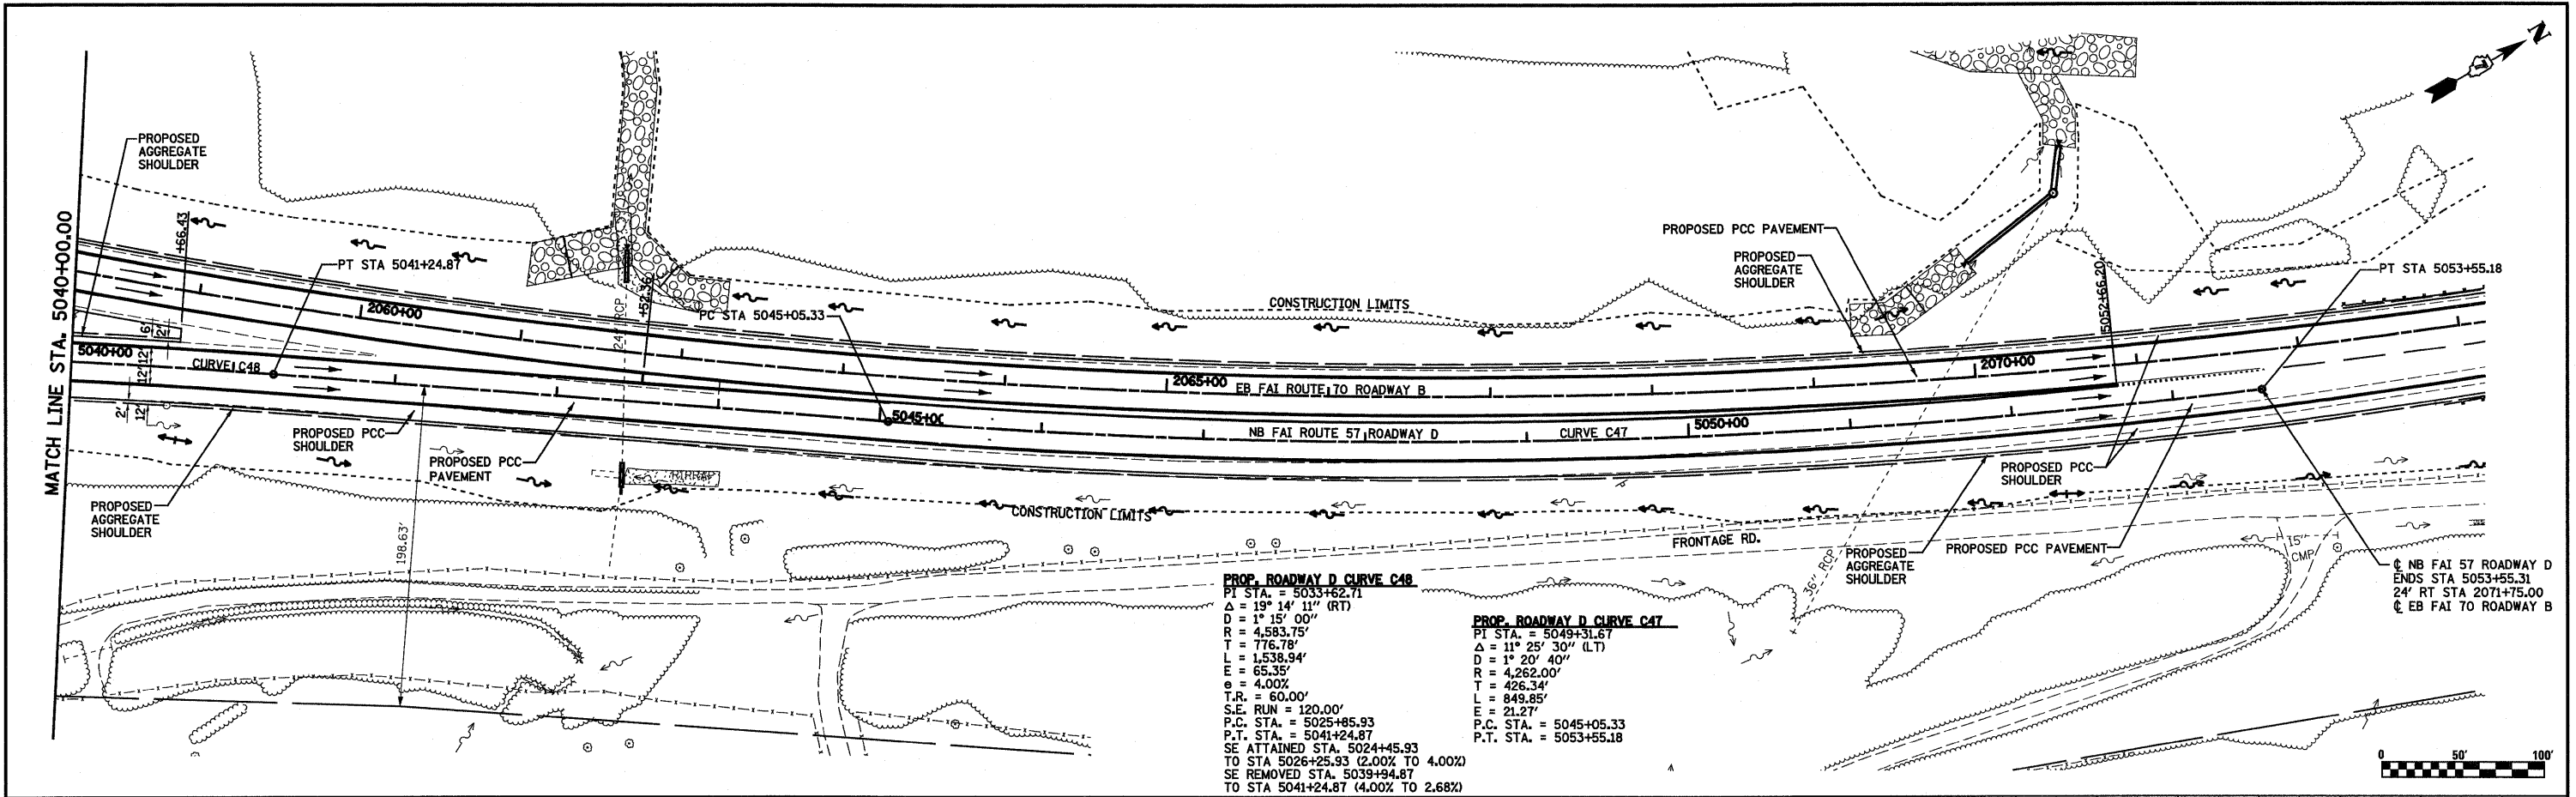 N
PROPOSED
AGGREGATE
SHOULDER
MATCH LINE STA. 5040+00.00
+66.43
PT STA 5041+24.87
2060+00
5040+00
CURVE C48
6'
2'
12'
12'
2'
12'
PROPOSED PCC
SHOULDER
PROPOSED PCC
PAVEMENT
PROPOSED
AGGREGATE
SHOULDER
198.63'
24" RCP
+52.36
PC STA 5045+05.33
5045+00
RIPRAP
CONSTRUCTION LIMITS
2065+00
EB FAI ROUTE 70 ROADWAY B
NB FAI ROUTE 57 ROADWAY D
CURVE C47
5050+00
CONSTRUCTION LIMITS
PROPOSED PCC PAVEMENT
PROPOSED
AGGREGATE
SHOULDER
2070+00
5052+66.20
PT STA 5053+55.18
PROPOSED PCC
SHOULDER
FRONTAGE RD.
36" RCP
PROPOSED
AGGREGATE
SHOULDER
PROPOSED PCC PAVEMENT
15"
CMP
℄ NB FAI 57 ROADWAY D
ENDS STA 5053+55.31
24' RT STA 2071+75.00
℄ EB FAI 70 ROADWAY B
PROP. ROADWAY D CURVE C48
PI STA. = 5033+62.71
Δ = 19° 14' 11" (RT)
D = 1° 15' 00"
R = 4,583.75'
T = 776.78'
L = 1,538.94'
E = 65.35'
e = 4.00%
T.R. = 60.00'
S.E. RUN = 120.00'
P.C. STA. = 5025+85.93
P.T. STA. = 5041+24.87
SE ATTAINED STA. 5024+45.93
TO STA 5026+25.93 (2.00% TO 4.00%)
SE REMOVED STA. 5039+94.87
TO STA 5041+24.87 (4.00% TO 2.68%)
PROP. ROADWAY D CURVE C47
PI STA. = 5049+31.67
Δ = 11° 25' 30" (LT)
D = 1° 20' 40"
R = 4,262.00'
T = 426.34'
L = 849.85'
E = 21.27'
P.C. STA. = 5045+05.33
P.T. STA. = 5053+55.18
0 50' 100'